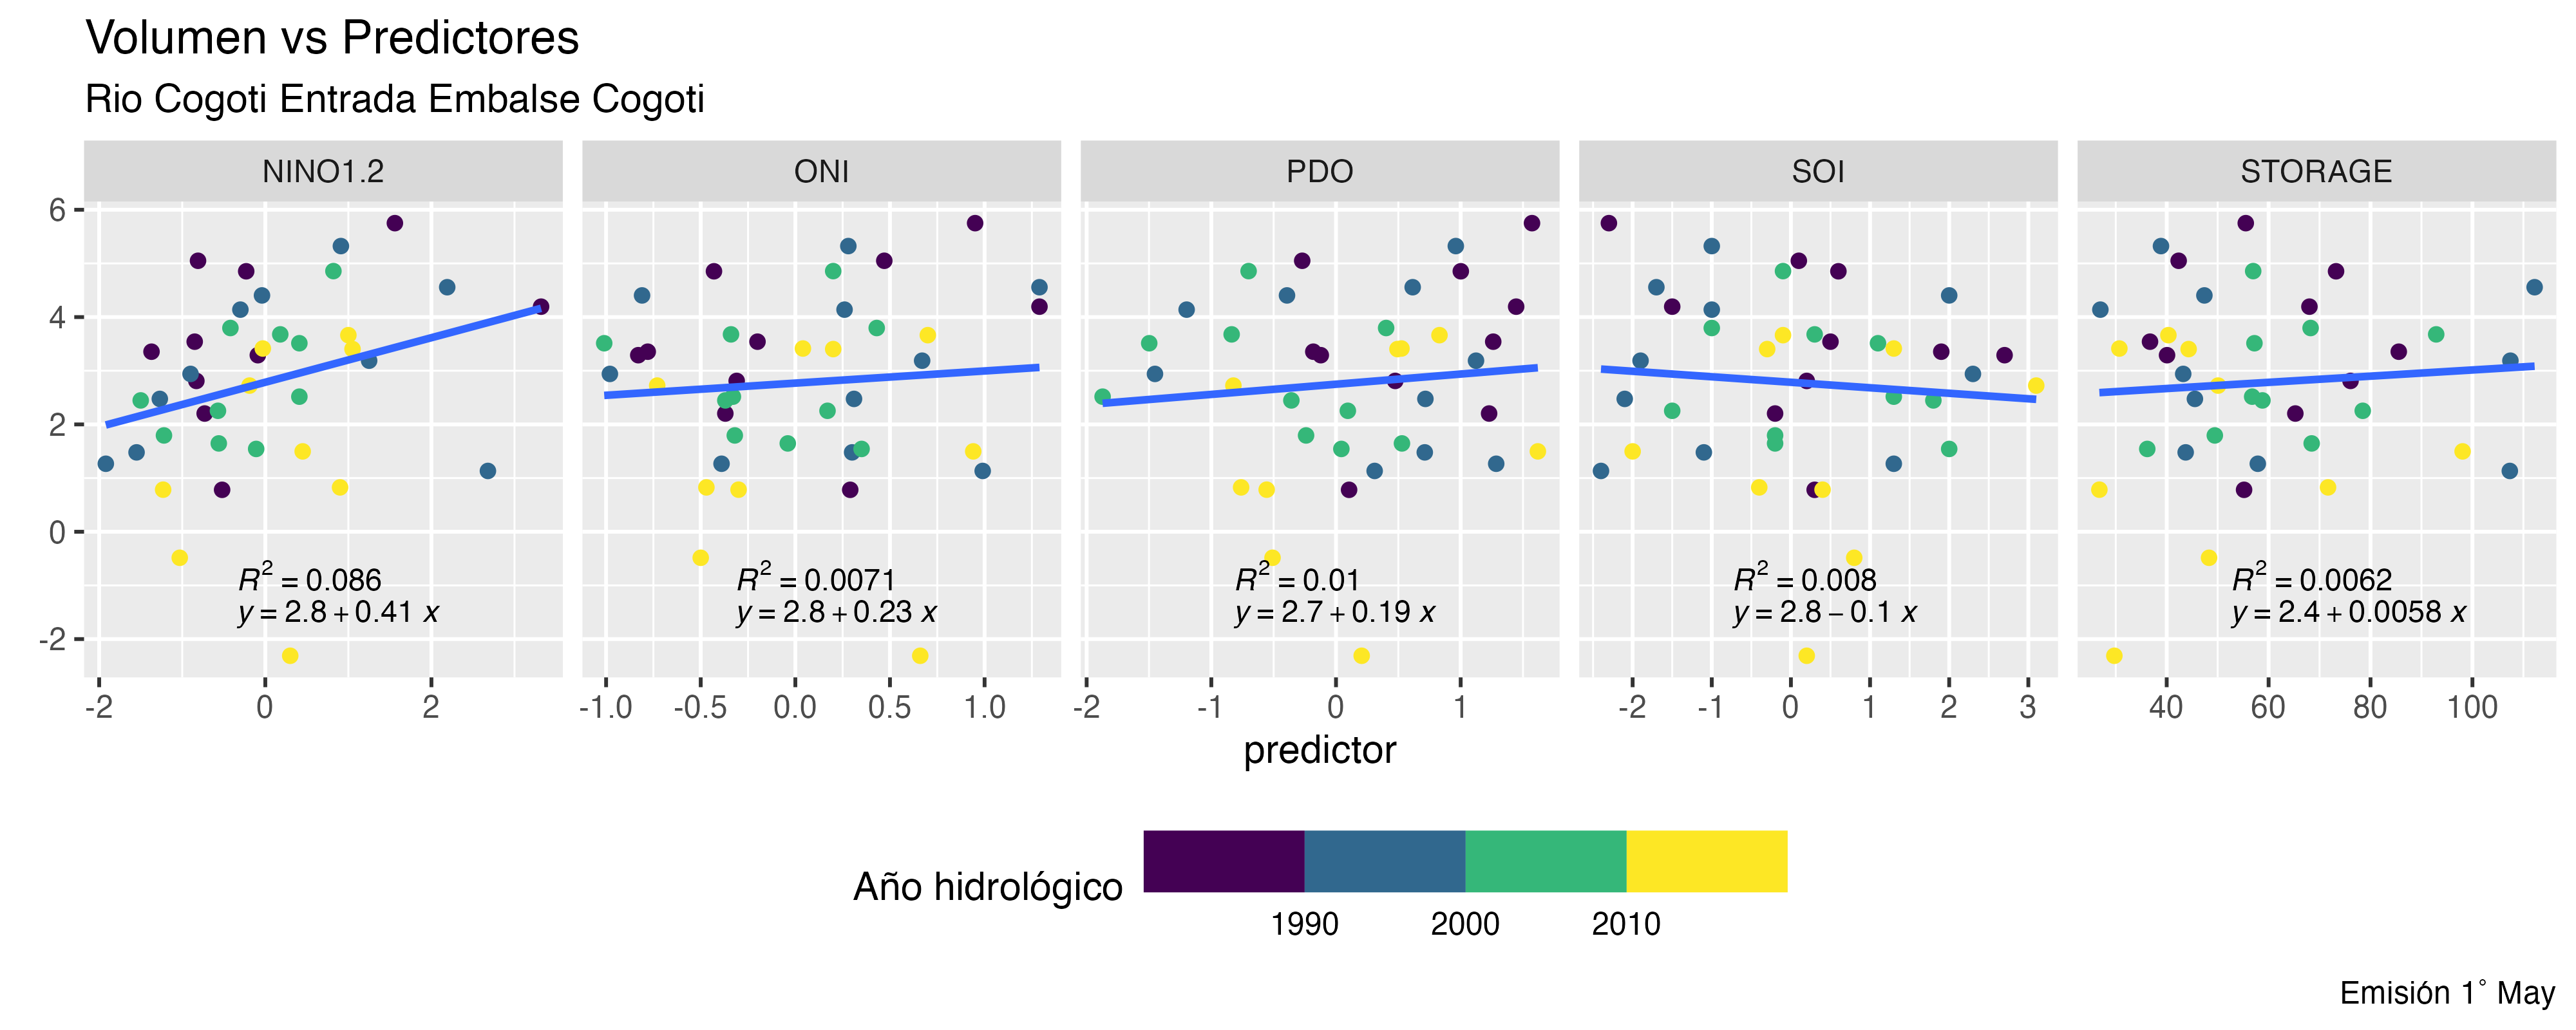 Volumen vs Predictores
Rio Cogoti Entrada Embalse Cogoti
NINO1.2 ONI PDO SOI STORAGE
6
4
2
0
-2
R² = 0.086 R² = 0.0071 R² = 0.01 R² = 0.008 R² = 0.0062
y = 2.8 + 0.41 x y = 2.8 + 0.23 x y = 2.7 + 0.19 x y = 2.8 − 0.1 x y = 2.4 + 0.0058 x
-2 0 2 -1.0 -0.5 0.0 0.5 1.0 -2 -1 0 1 -2 -1 0 1 2 3 40 60 80 100
predictor
Año hidrológico
1990 2000 2010
Emisión 1° May